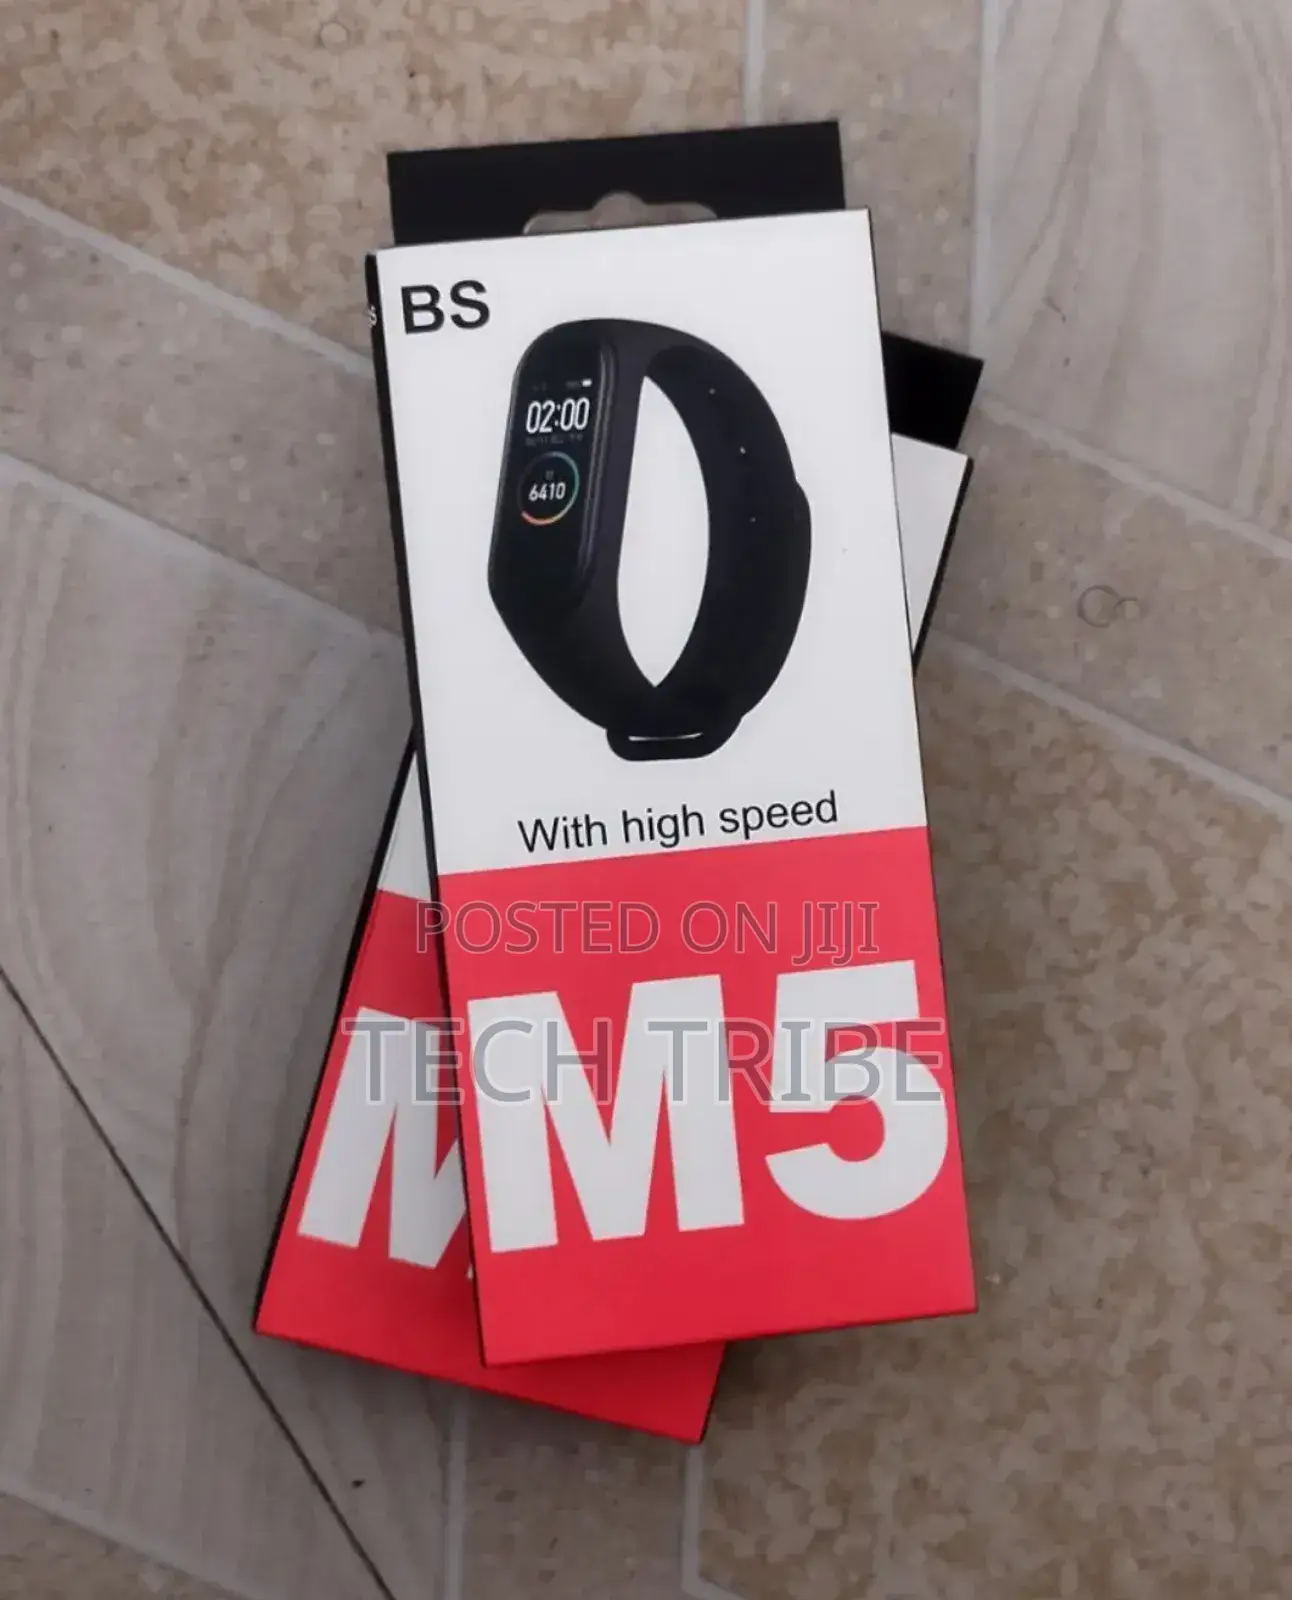 BS
02:00
6410
With high speed
POSTED ON JIJI
M5
TECH TRIBE
M